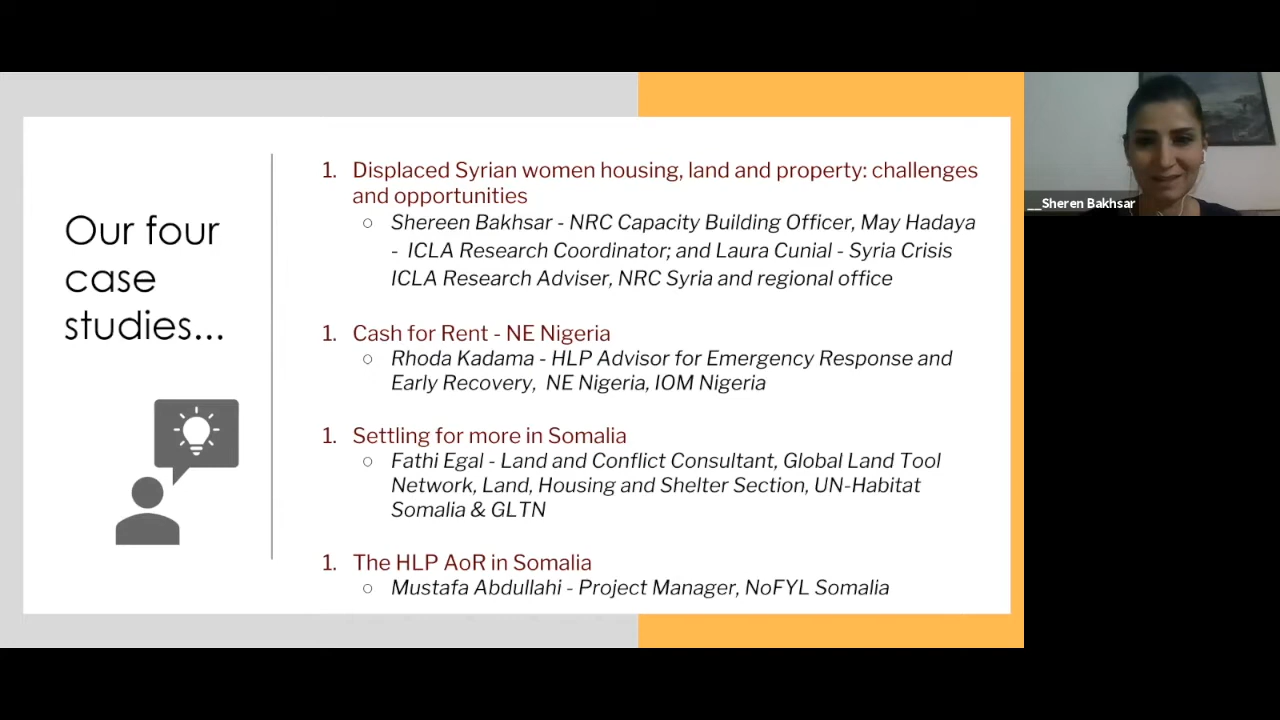 Our four
case
studies...
1. Displaced Syrian women housing, land and property: challenges
and opportunities
○ Shereen Bakhsar - NRC Capacity Building Officer, May Hadaya
- ICLA Research Coordinator; and Laura Cunial - Syria Crisis
ICLA Research Adviser, NRC Syria and regional office
1. Cash for Rent - NE Nigeria
○ Rhoda Kadama - HLP Advisor for Emergency Response and
Early Recovery, NE Nigeria, IOM Nigeria
1. Settling for more in Somalia
○ Fathi Egal - Land and Conflict Consultant, Global Land Tool
Network, Land, Housing and Shelter Section, UN-Habitat
Somalia & GLTN
1. The HLP AoR in Somalia
○ Mustafa Abdullahi - Project Manager, NoFYL Somalia
__Sheren Bakhsar